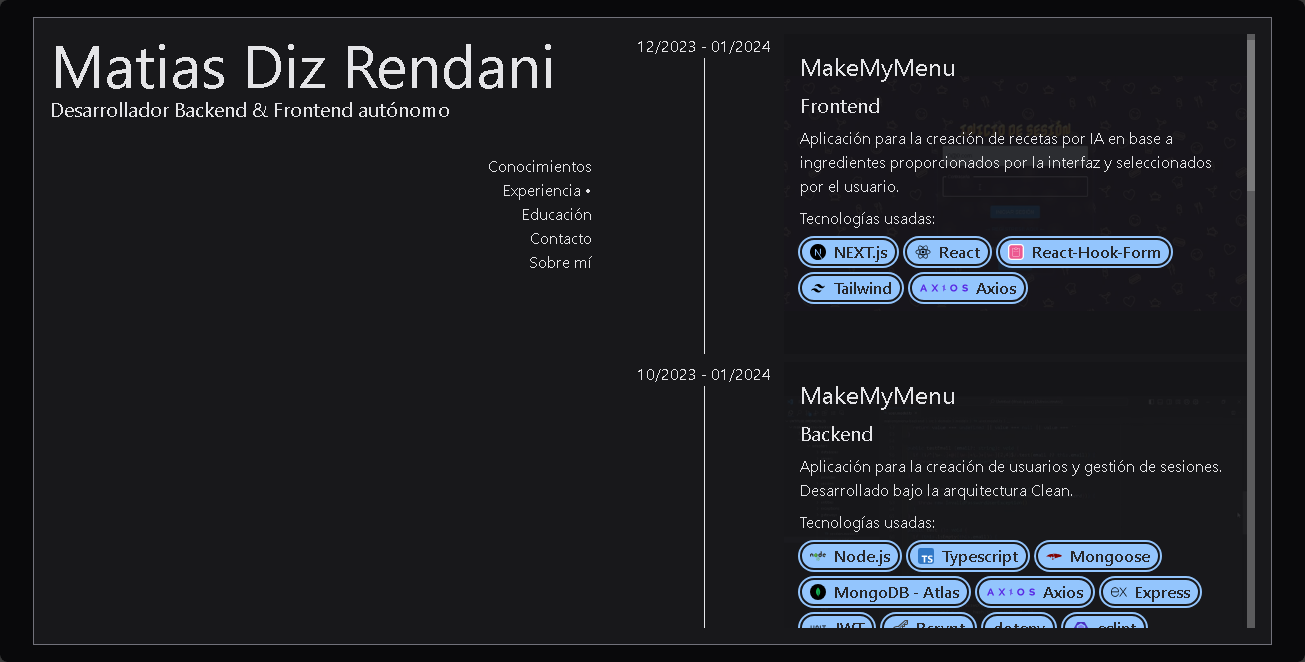 Matias Diz Rendani
Desarrollador Backend & Frontend autónomo
Conocimientos
Experiencia •
Educación
Contacto
Sobre mí
12/2023 - 01/2024
MakeMyMenu
Frontend
INICIO DE SESIÓN
Aplicación para la creación de recetas por IA en base a
ingredientes proporcionados por la interfaz y seleccionados
por el usuario.
Tecnologías usadas:
NEXT.js React React-Hook-Form
Tailwind AXIOS Axios
10/2023 - 01/2024
MakeMyMenu
Backend
Aplicación para la creación de usuarios y gestión de sesiones.
Desarrollado bajo la arquitectura Clean.
Tecnologías usadas:
node Node.js TS Typescript Mongoose
MongoDB - Atlas AXIOS Axios ex Express
JWT Bcrypt dotenv eslint